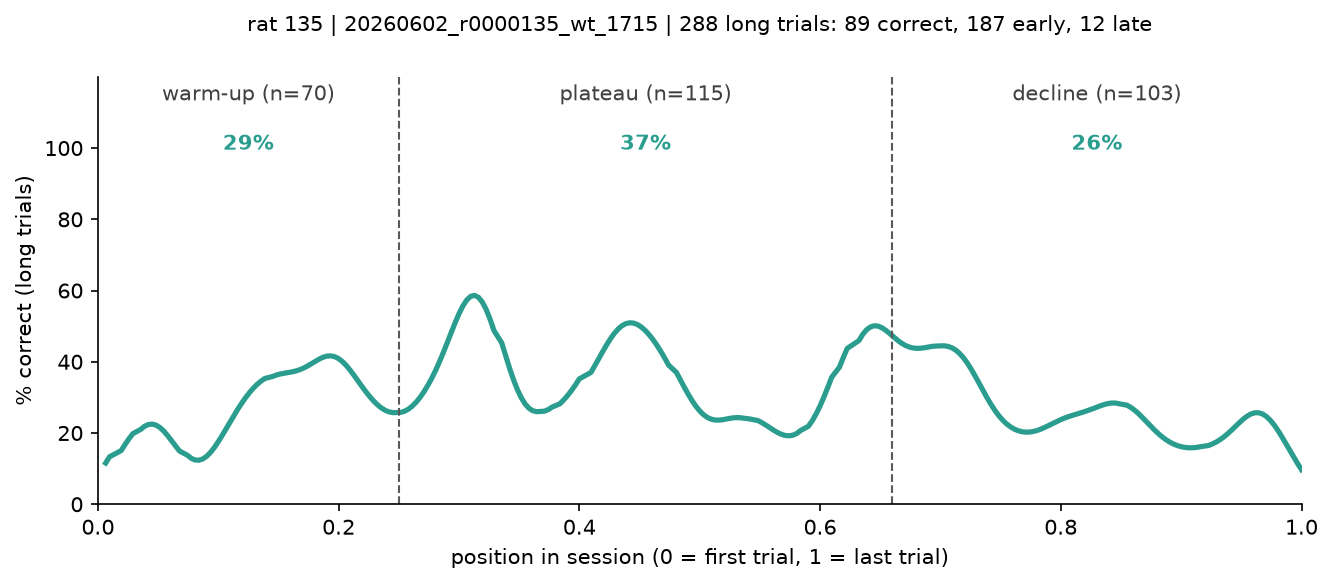 rat 135 | 20260602_r0000135_wt_1715 | 288 long trials: 89 correct, 187 early, 12 late
warm-up (n=70)
plateau (n=115)
decline (n=103)
29%
37%
26%
% correct (long trials)
100
80
60
40
20
0
0.0
0.2
0.4
0.6
0.8
1.0
position in session (0 = first trial, 1 = last trial)